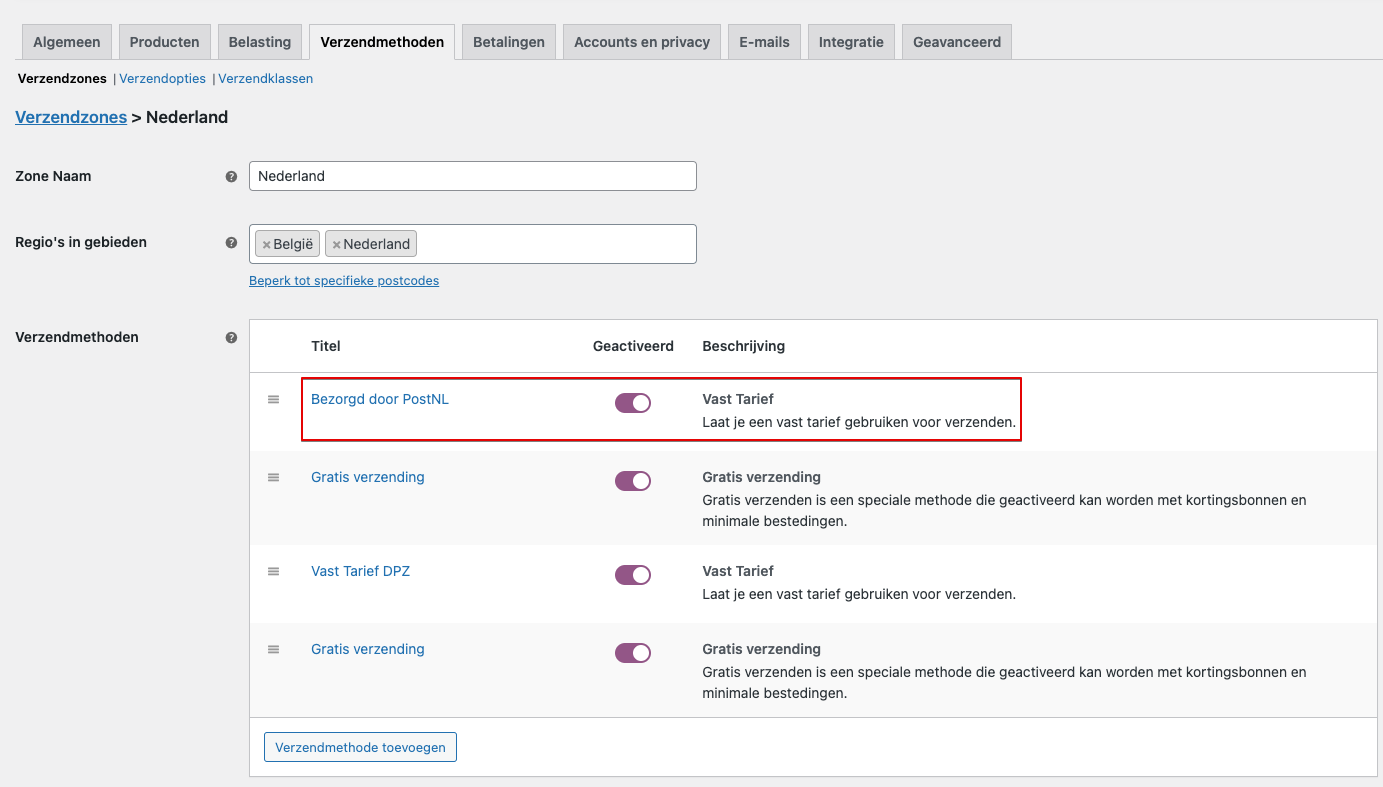 Algemeen Producten Belasting Verzendmethoden Betalingen Accounts en privacy E-mails Integratie Geavanceerd
Verzendzones | Verzendopties | Verzendklassen
Verzendzones > Nederland
Zone Naam ? Nederland
Regio's in gebieden ? × België × Nederland
Beperk tot specifieke postcodes
Verzendmethoden ?
Titel Geactiveerd Beschrijving
Bezorgd door PostNL Vast Tarief
Laat je een vast tarief gebruiken voor verzenden.
Gratis verzending Gratis verzending
Gratis verzenden is een speciale methode die geactiveerd kan worden met kortingsbonnen en
minimale bestedingen.
Vast Tarief DPZ Vast Tarief
Laat je een vast tarief gebruiken voor verzenden.
Gratis verzending Gratis verzending
Gratis verzenden is een speciale methode die geactiveerd kan worden met kortingsbonnen en
minimale bestedingen.
Verzendmethode toevoegen